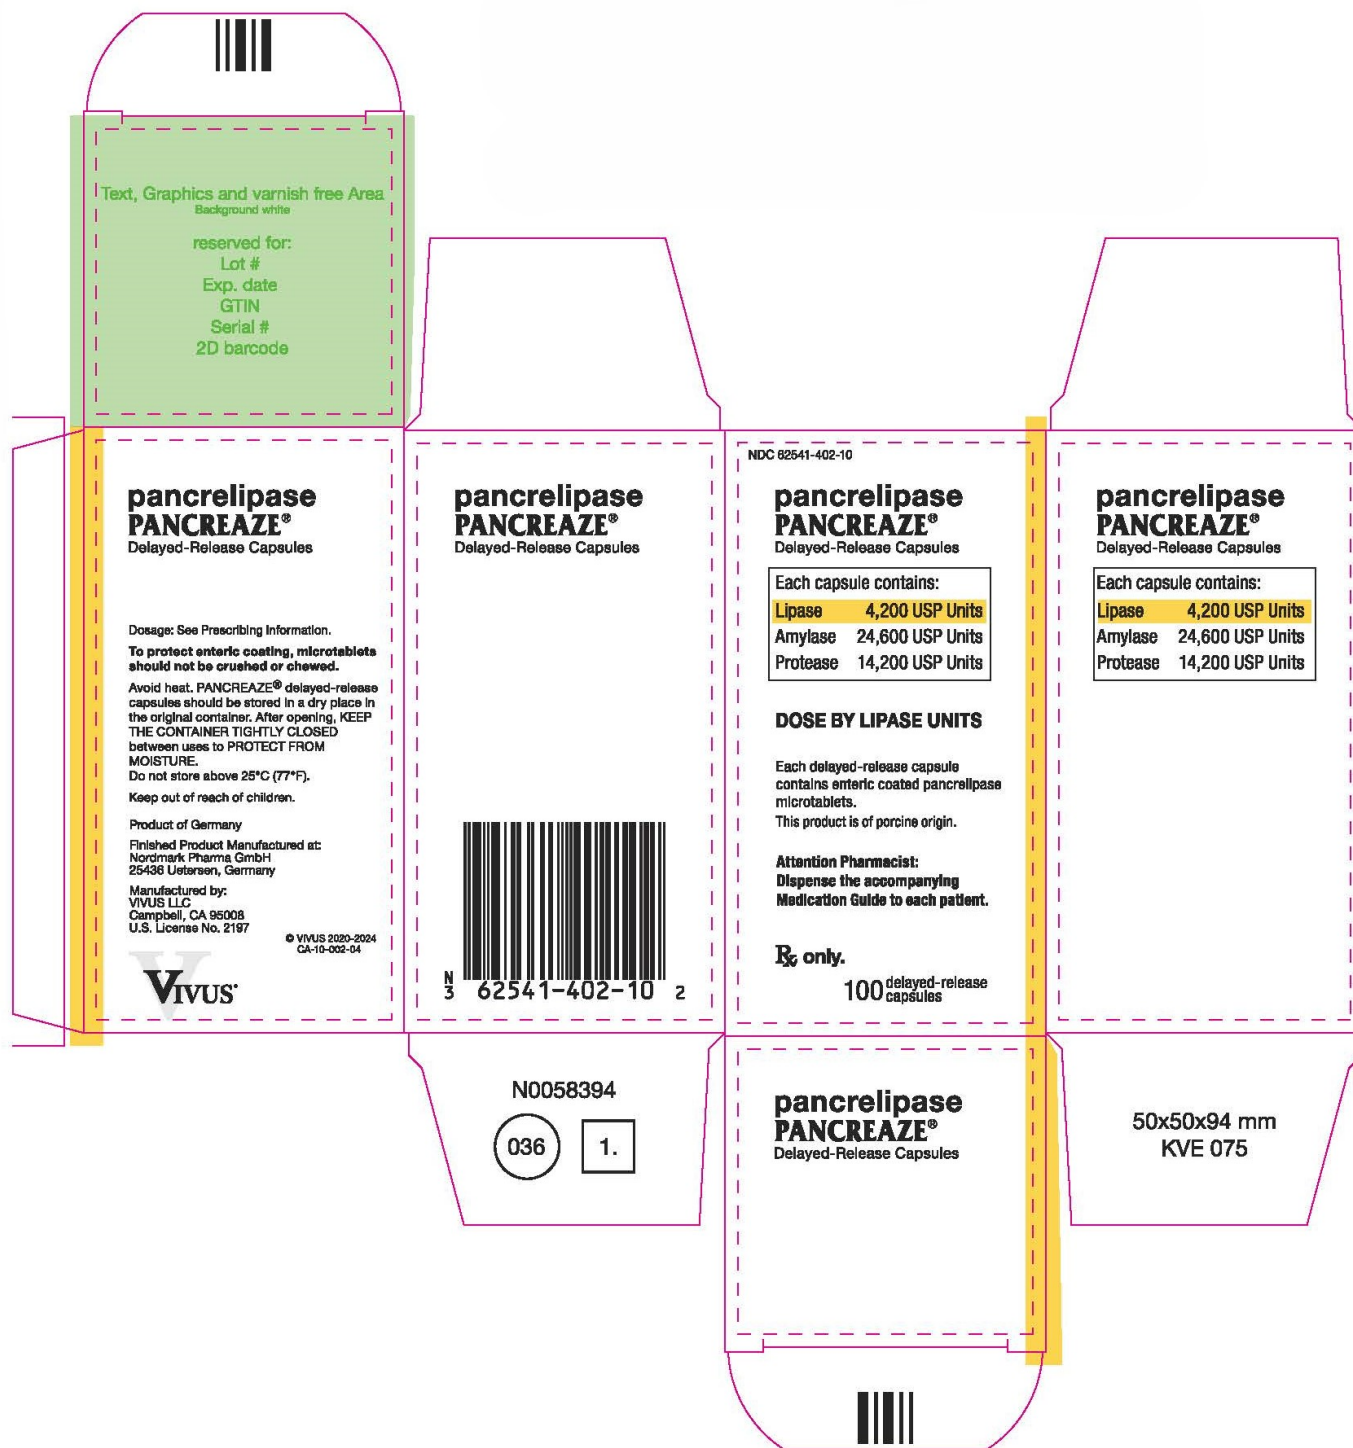 Text, Graphics and varnish free Area
Background white
reserved for:
Lot #
Exp. date
GTIN
Serial #
2D barcode
pancrelipase
PANCREAZE®
Delayed-Release Capsules
Dosage: See Prescribing Information.
To protect enteric coating, microtablets
should not be crushed or chewed.
Avoid heat. PANCREAZE® delayed-release
capsules should be stored in a dry place in
the original container. After opening, KEEP
THE CONTAINER TIGHTLY CLOSED
between uses to PROTECT FROM
MOISTURE.
Do not store above 25°C (77°F).
Keep out of reach of children.
Product of Germany
Finished Product Manufactured at:
Nordmark Pharma GmbH
25436 Uetersen, Germany
Manufactured by:
VIVUS LLC
Campbell, CA 95008
U.S. License No. 2197
© VIVUS 2020-2024
CA-10-002-04
VIVUS
pancrelipase
PANCREAZE®
Delayed-Release Capsules
N
3 62541-402-10 2
N0058394
036 1.
NDC 62541-402-10
pancrelipase
PANCREAZE®
Delayed-Release Capsules
Each capsule contains:
Lipase 4,200 USP Units
Amylase 24,600 USP Units
Protease 14,200 USP Units
DOSE BY LIPASE UNITS
Each delayed-release capsule
contains enteric coated pancrelipase
microtablets.
This product is of porcine origin.
Attention Pharmacist:
Dispense the accompanying
Medication Guide to each patient.
Rx only.
100 delayed-release
capsules
pancrelipase
PANCREAZE®
Delayed-Release Capsules
pancrelipase
PANCREAZE®
Delayed-Release Capsules
Each capsule contains:
Lipase 4,200 USP Units
Amylase 24,600 USP Units
Protease 14,200 USP Units
50x50x94 mm
KVE 075